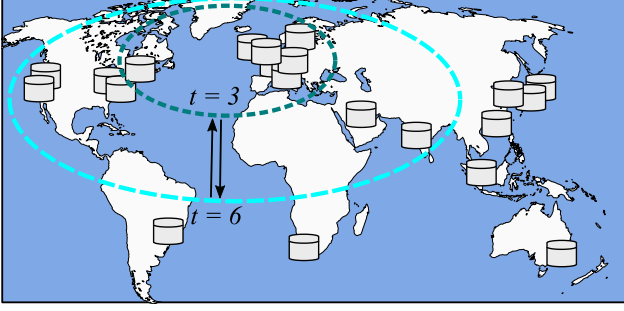 t = 3
t = 6